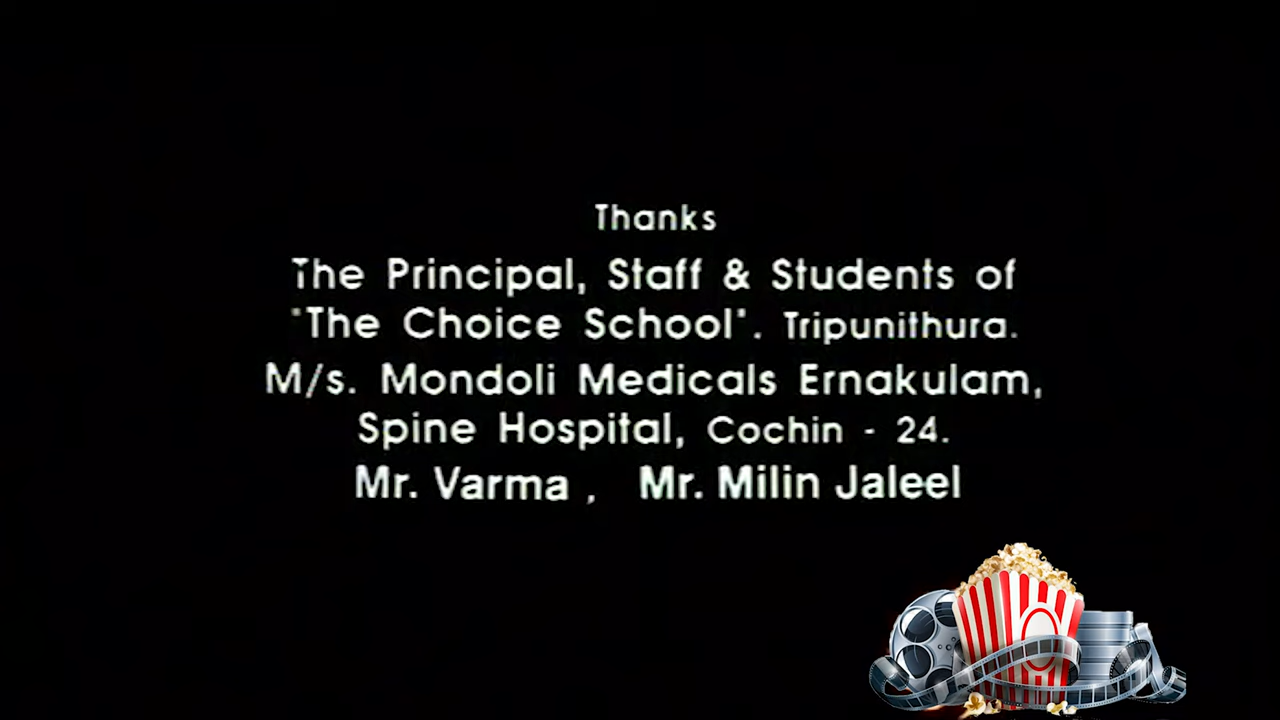 Thanks
The Principal, Staff & Students of
"The Choice School". Tripunithura.
M/s. Mondoli Medicals Ernakulam,
Spine Hospital, Cochin - 24.
Mr. Varma , Mr. Milin Jaleel